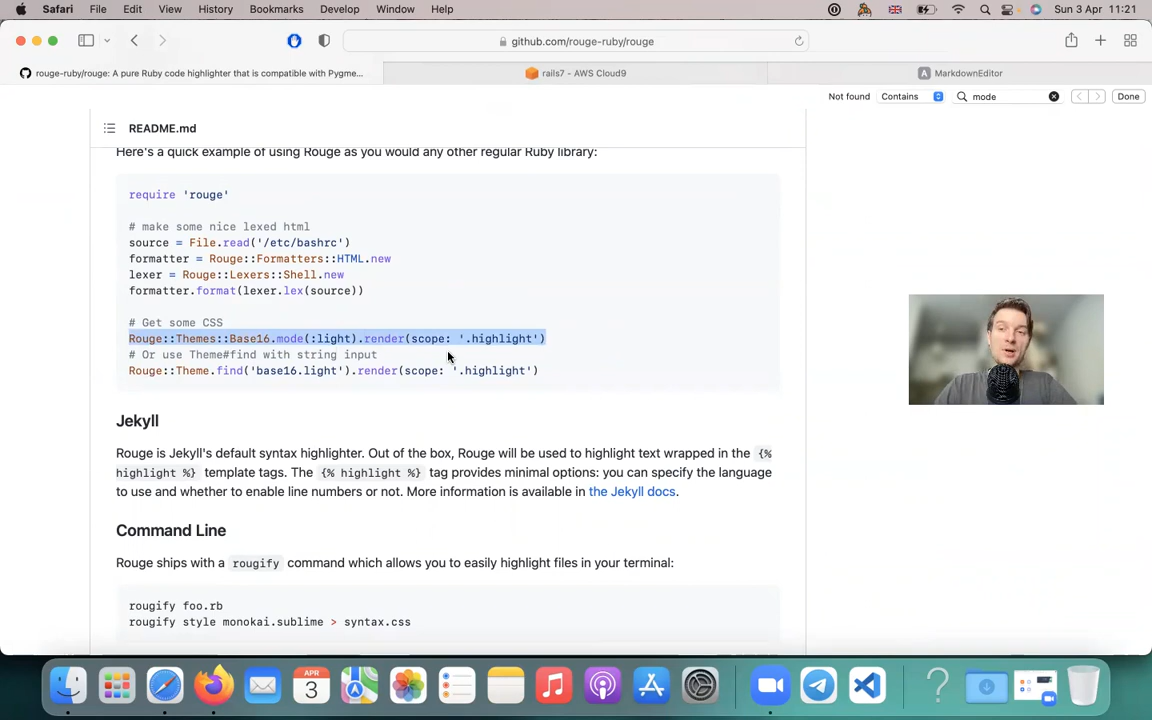 Safari File Edit View History Bookmarks Develop Window Help Sun 3 Apr 11:21
github.com/rouge-ruby/rouge
rouge-ruby/rouge: A pure Ruby code highlighter that is compatible with Pygme... rails7 - AWS Cloud9 MarkdownEditor
Not found Contains mode Done
README.md
Here's a quick example of using Rouge as you would any other regular Ruby library:
require 'rouge'
# make some nice lexed html
source = File.read('/etc/bashrc')
formatter = Rouge::Formatters::HTML.new
lexer = Rouge::Lexers::Shell.new
formatter.format(lexer.lex(source))
# Get some CSS
Rouge::Themes::Base16.mode(:light).render(scope: '.highlight')
# Or use Theme#find with string input
Rouge::Theme.find('base16.light').render(scope: '.highlight')
Jekyll
Rouge is Jekyll's default syntax highlighter. Out of the box, Rouge will be used to highlight text wrapped in the {%
highlight %} template tags. The {% highlight %} tag provides minimal options: you can specify the language
to use and whether to enable line numbers or not. More information is available in the Jekyll docs.
Command Line
Rouge ships with a rougify command which allows you to easily highlight files in your terminal:
rougify foo.rb
rougify style monokai.sublime > syntax.css
APR
3